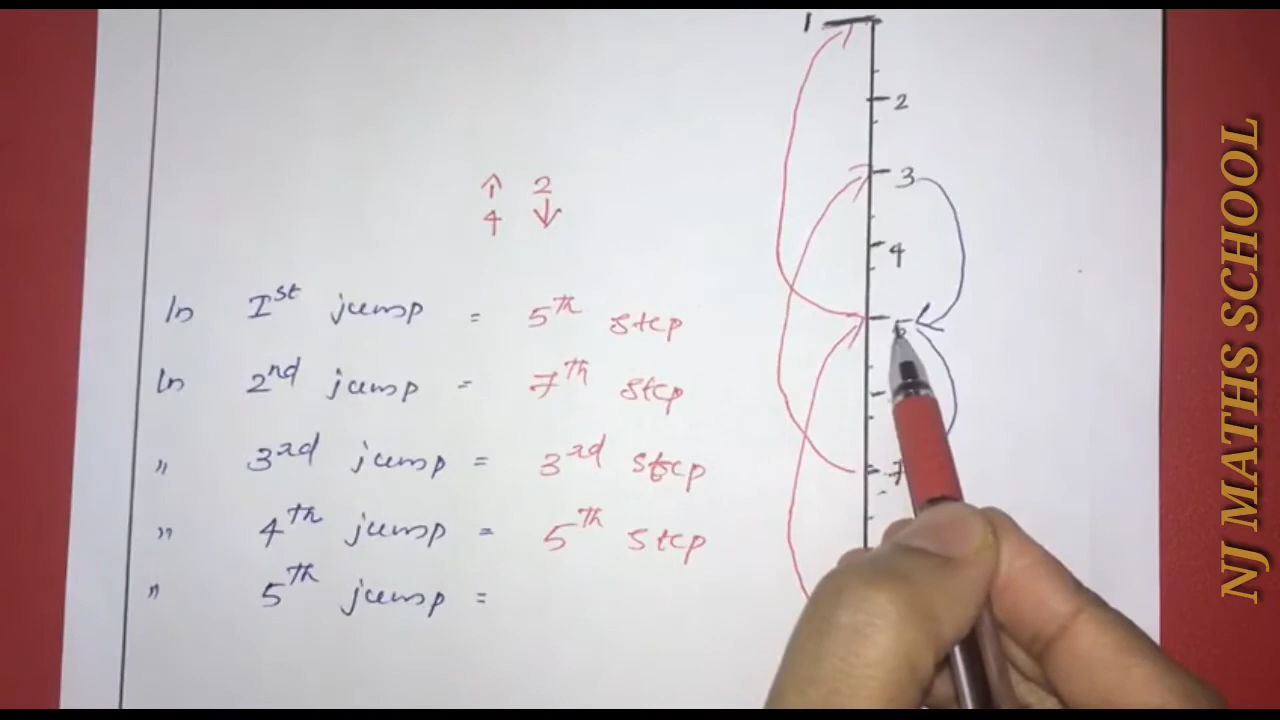 1
2
3
4
5
7
↑ 2
4 ↓
In Ist jump = 5th step
In 2nd jump = 7th step
" 3rd jump = 3rd step
" 4th jump = 5th step
" 5th jump =
NJ MATHS SCHOOL